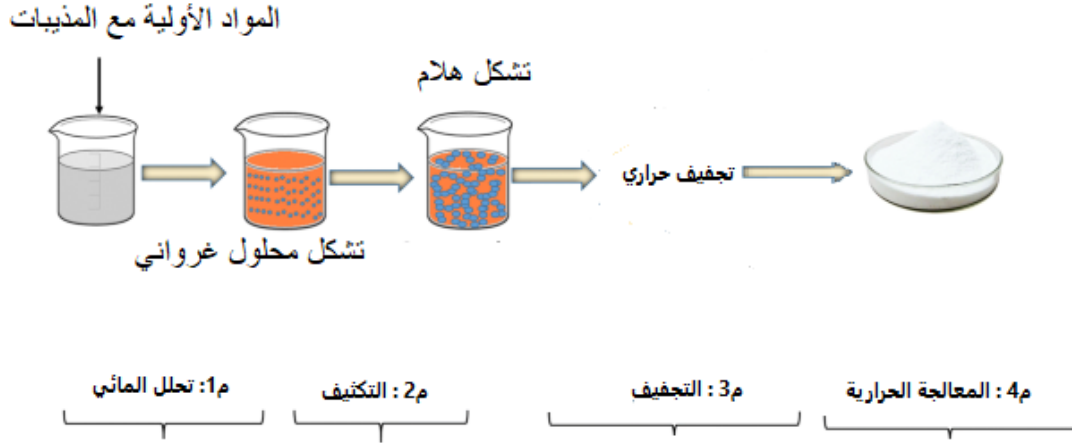 المواد الأولية مع المذيبات
تشكل هلام
تجفيف حراري
تشكل محلول غرواني
م1: تحلل المائي
م2 : التكثيف
م3: التجفيف
م4 : المعالجة الحرارية